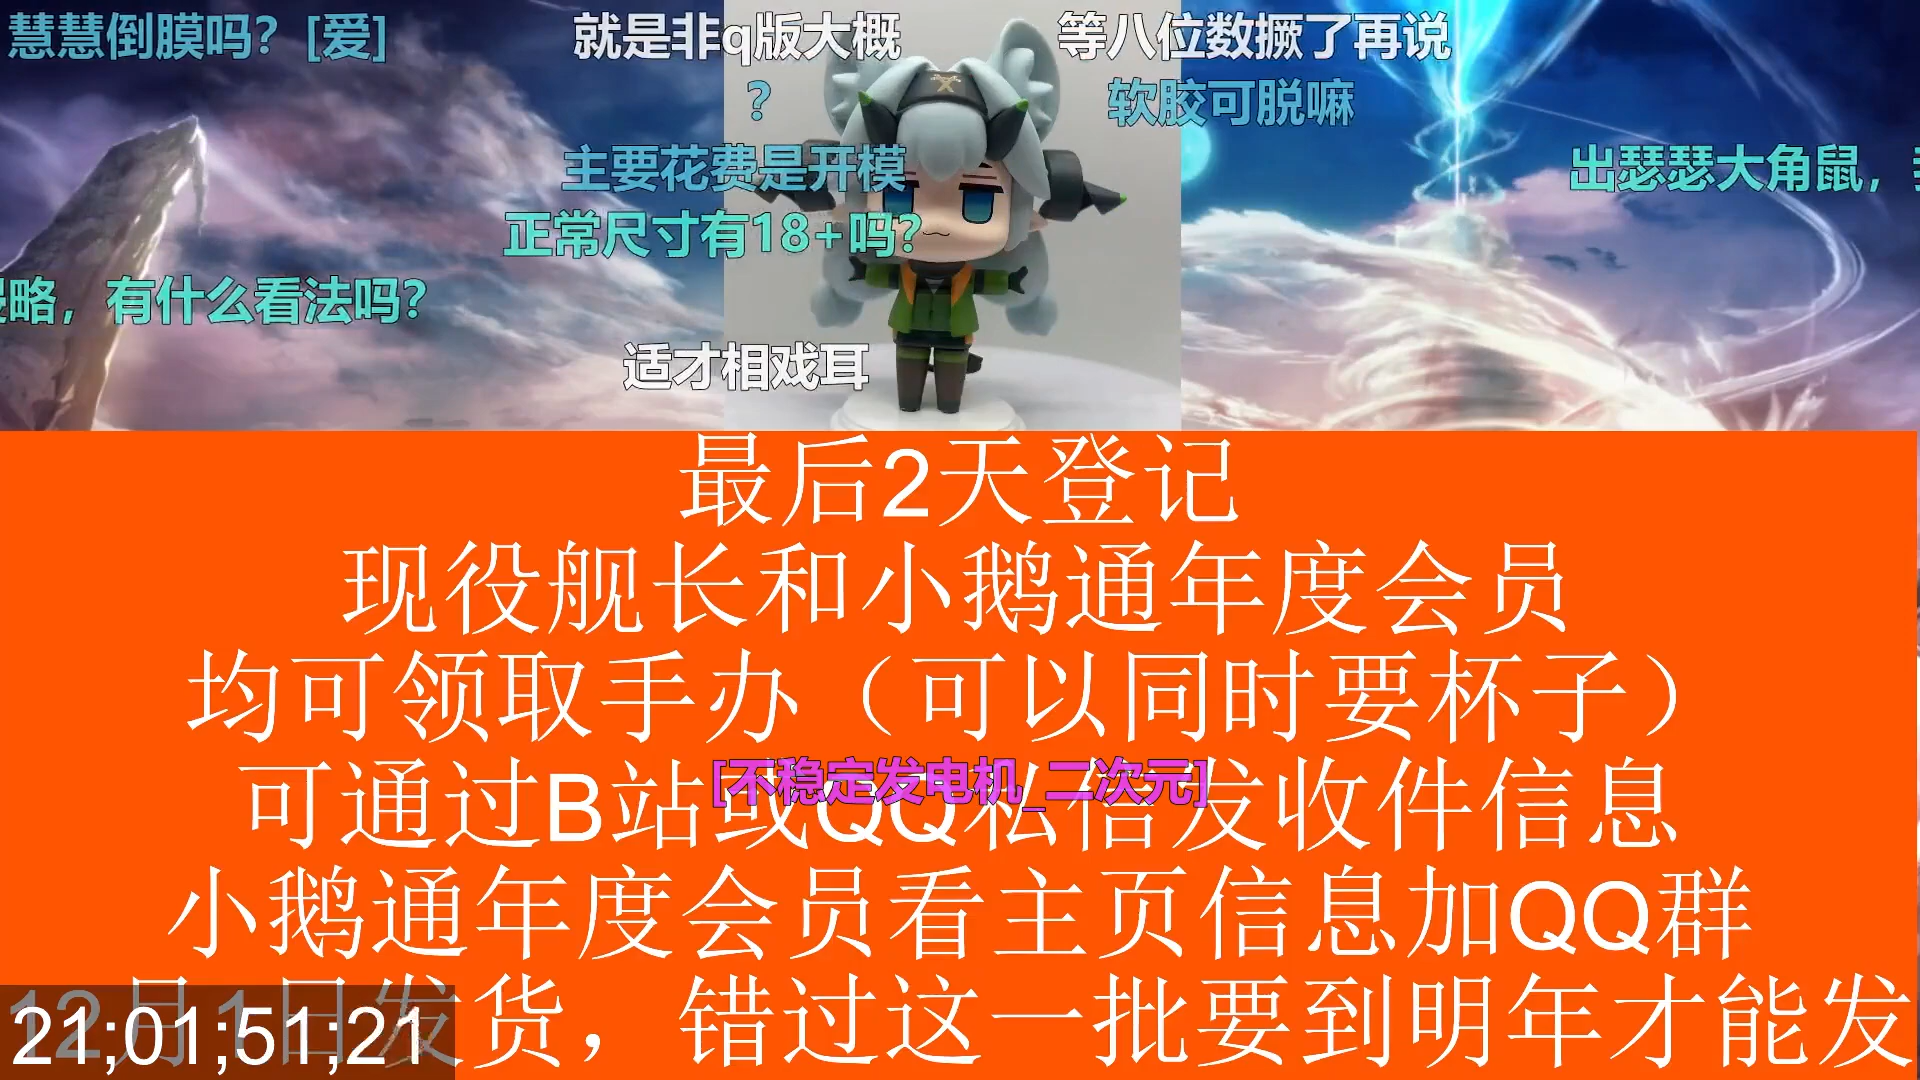 慧慧倒膜吗？[爱]
就是非q版大概
等八位数撅了再说
？
软胶可脱嘛
主要花费是开模
出瑟瑟大角鼠，
正常尺寸有18+吗？
略，有什么看法吗？
适才相戏耳
最后2天登记
现役舰长和小鹅通年度会员
均可领取手办（可以同时要杯子）
[不稳定发电机_二次元]
可通过B站或QQ私信发收件信息
小鹅通年度会员看主页信息加QQ群
12月1日发货，错过这一批要到明年才能发
21;01;51;21